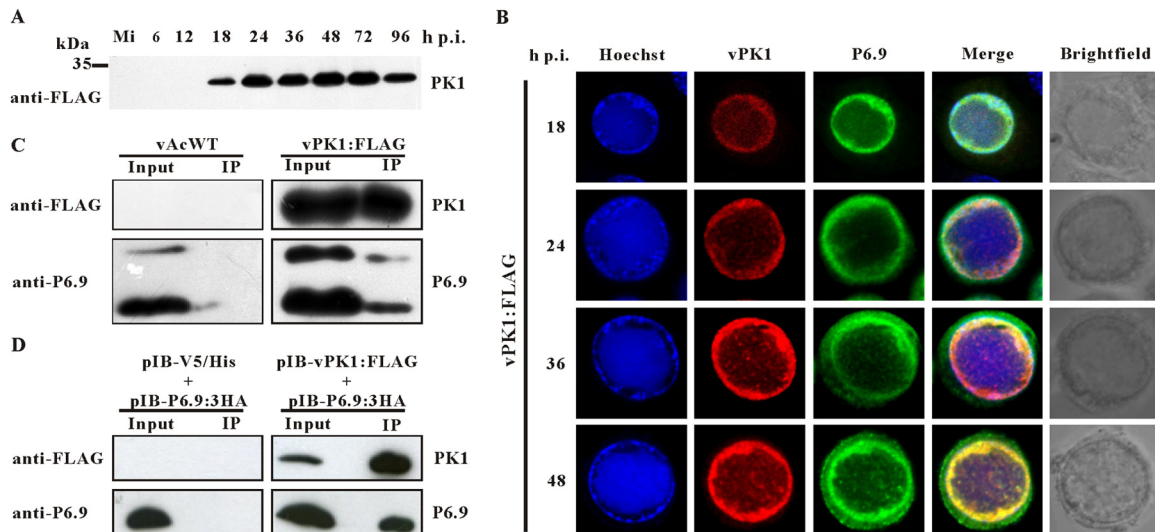 A
kDa
Mi 6 12 18 24 36 48 72 96 h p.i.
35
anti-FLAG
PK1
B
h p.i.
Hoechst vPK1 P6.9 Merge Brightfield
vPK1:FLAG
18
24
36
48
C
vAcWT vPK1:FLAG
Input IP Input IP
anti-FLAG PK1
anti-P6.9 P6.9
D
pIB-V5/His pIB-vPK1:FLAG
+ +
pIB-P6.9:3HA pIB-P6.9:3HA
Input IP Input IP
anti-FLAG PK1
anti-P6.9 P6.9